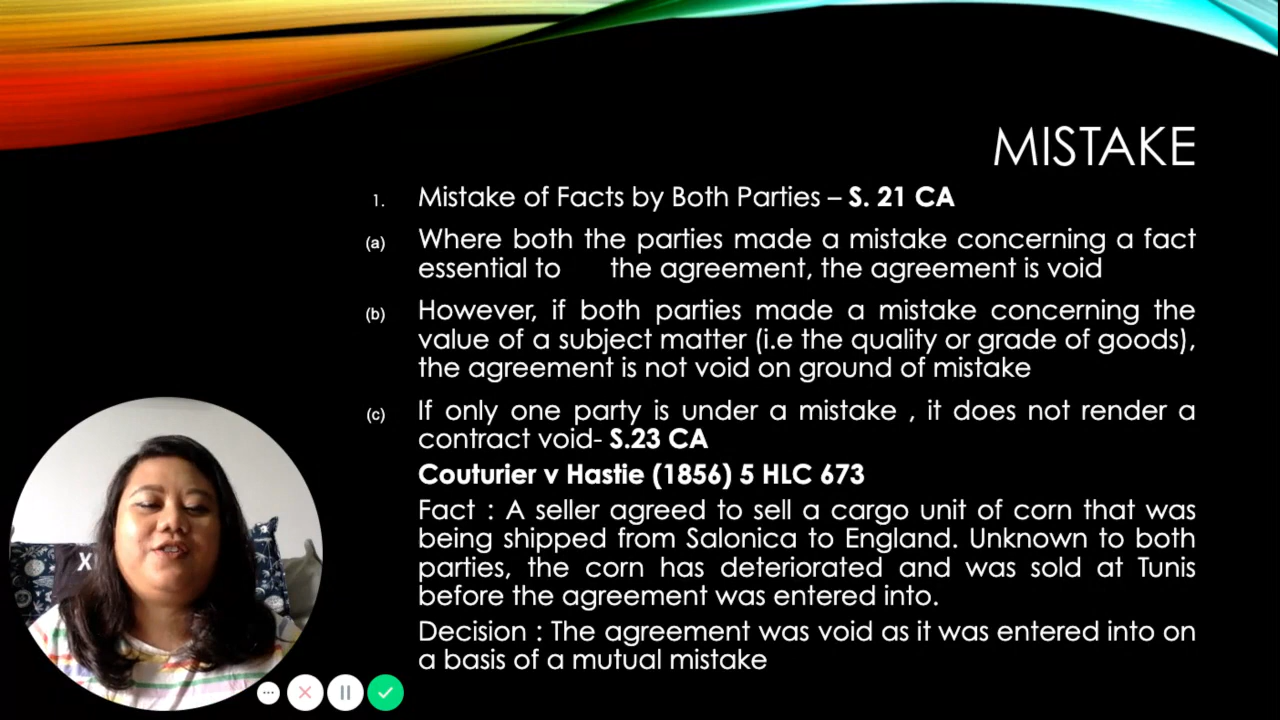 MISTAKE
1. Mistake of Facts by Both Parties – S. 21 CA
(a) Where both the parties made a mistake concerning a fact
essential to the agreement, the agreement is void
(b) However, if both parties made a mistake concerning the
value of a subject matter (i.e the quality or grade of goods),
the agreement is not void on ground of mistake
(c) If only one party is under a mistake , it does not render a
contract void- S.23 CA
Couturier v Hastie (1856) 5 HLC 673
Fact : A seller agreed to sell a cargo unit of corn that was
being shipped from Salonica to England. Unknown to both
parties, the corn has deteriorated and was sold at Tunis
before the agreement was entered into.
Decision : The agreement was void as it was entered into on
a basis of a mutual mistake
X